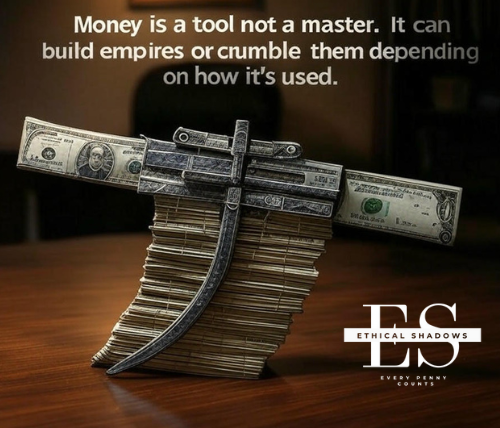 Money is a tool not a master. It can
build empires or crumble them depending
on how it's used.
ES
ETHICAL SHADOWS
EVERY PENNY
COUNTS